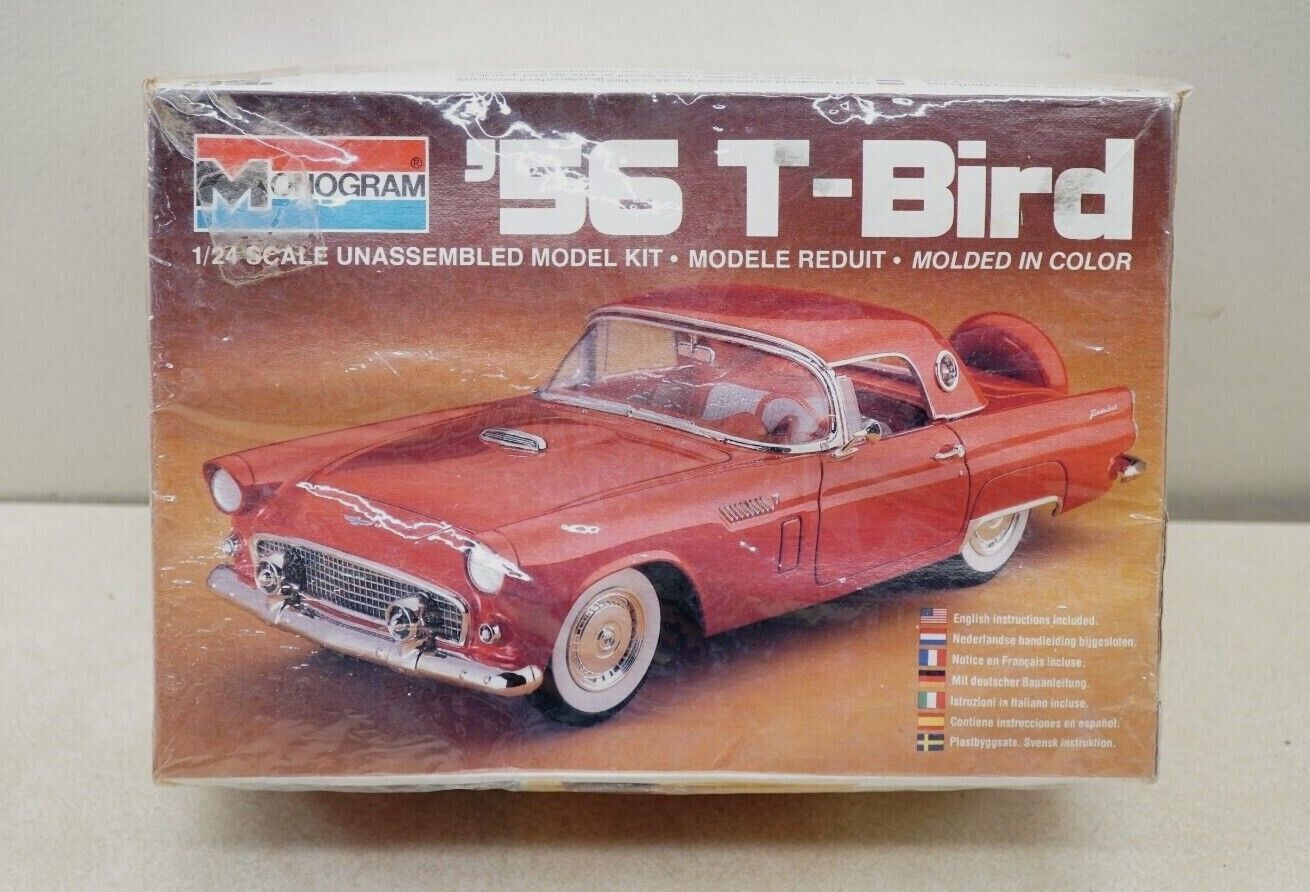 MONOGRAM ®
'56 T-Bird
1/24 SCALE UNASSEMBLED MODEL KIT • MODELE REDUIT • MOLDED IN COLOR
Thunderbird
English instructions included.
Nederlandse handleiding bijgesloten.
Notice en Français incluse.
Mit deutscher Bauanleitung.
Istruzioni in Italiano incluse.
Contiene instrucciones en español.
Plastbyggsats. Svensk instruktion.